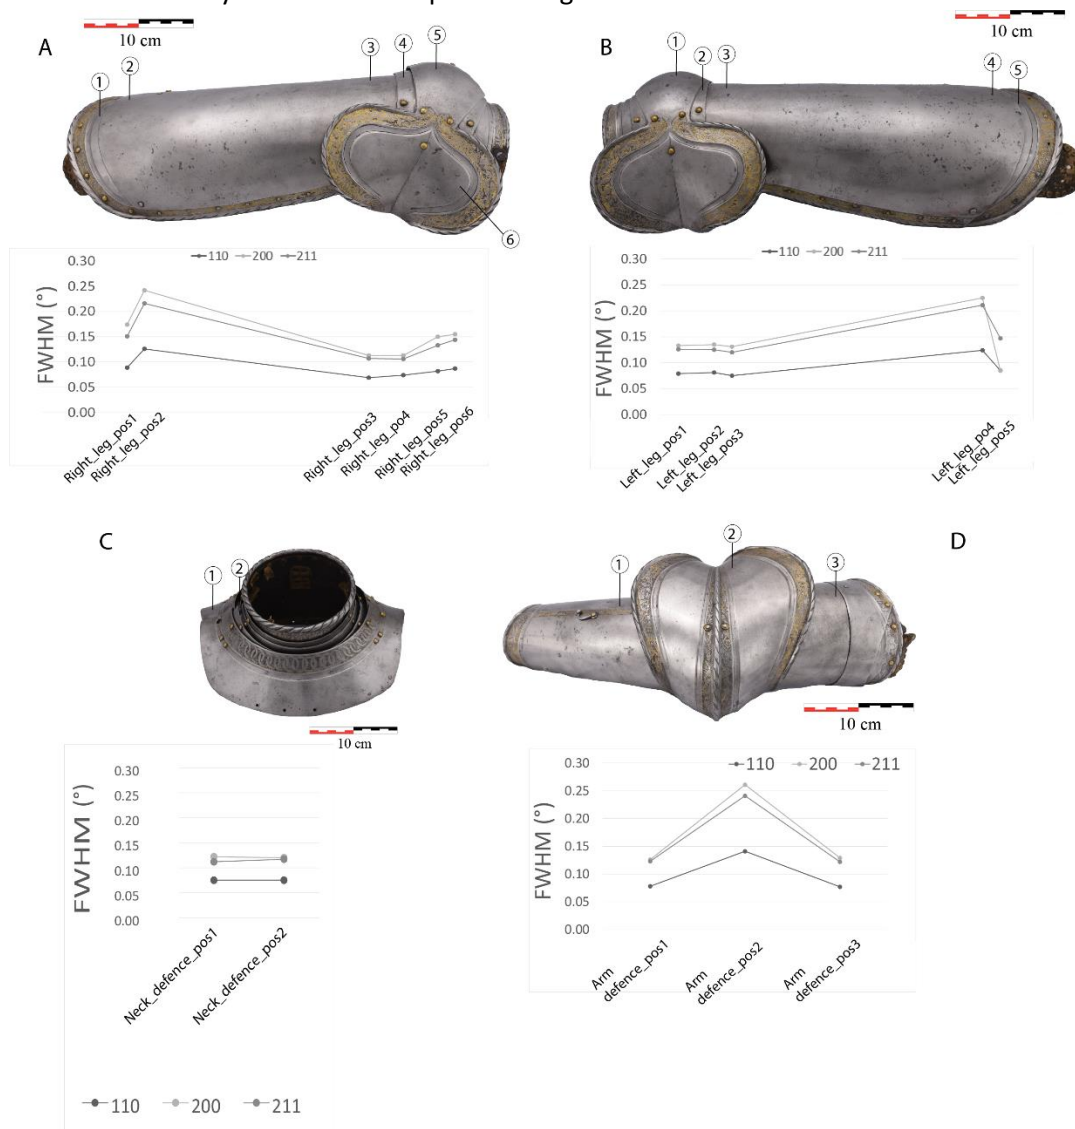 10 cm
10 cm
A
1
2
3
4
5
6
B
1
2
3
4
5
110 200 211
FWHM (°)
0.30
0.25
0.20
0.15
0.10
0.05
0.00
Right_leg_pos1
Right_leg_pos2
Right_leg_pos3
Right_leg_po4
Right_leg_pos5
Right_leg_pos6
110 200 211
FWHM (°)
0.30
0.25
0.20
0.15
0.10
0.05
0.00
Left_leg_pos1
Left_leg_pos2
Left_leg_pos3
Left_leg_po4
Left_leg_pos5
C
1
2
10 cm
D
1
2
3
10 cm
FWHM (°)
0.30
0.25
0.20
0.15
0.10
0.05
0.00
Neck_defence_pos1
Neck_defence_pos2
110 200 211
110 200 211
FWHM (°)
0.30
0.25
0.20
0.15
0.10
0.05
0.00
Arm
defence_pos1
Arm
defence_pos2
Arm
defence_pos3